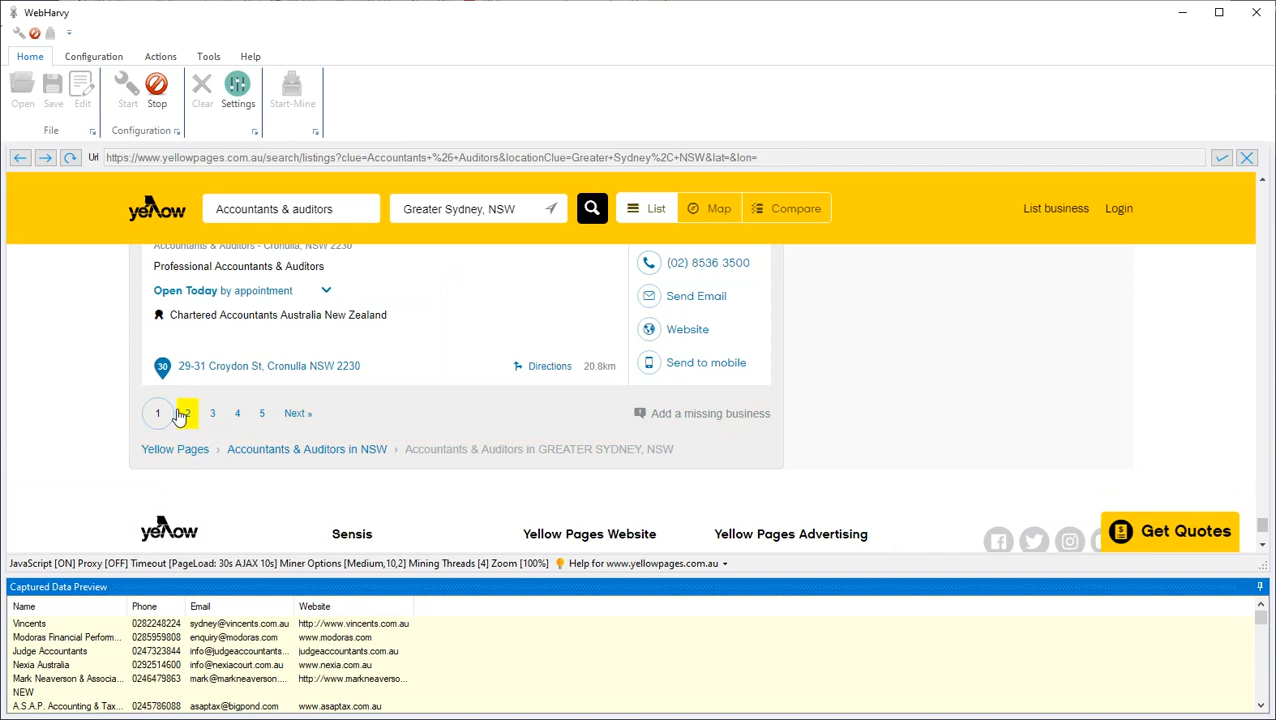 WebHarvy
Home Configuration Actions Tools Help
Open Save Edit Start Stop Clear Settings Start-Mine
File Configuration
Url https://www.yellowpages.com.au/search/listings?clue=Accountants+%26+Auditors&locationClue=Greater+Sydney%2C+NSW&lat=&lon=
yellow Accountants & auditors Greater Sydney, NSW List Map Compare List business Login
Accountants & Auditors - Cronulla, NSW 2230
Professional Accountants & Auditors (02) 8536 3500
Open Today by appointment Send Email
Chartered Accountants Australia New Zealand Website
30 29-31 Croydon St, Cronulla NSW 2230 Directions 20.8km Send to mobile
1 2 3 4 5 Next » Add a missing business
Yellow Pages › Accountants & Auditors in NSW › Accountants & Auditors in GREATER SYDNEY, NSW
yellow Sensis Yellow Pages Website Yellow Pages Advertising Get Quotes
JavaScript [ON] Proxy [OFF] Timeout [PageLoad: 30s AJAX 10s] Miner Options [Medium,10,2] Mining Threads [4] Zoom [100%] Help for www.yellowpages.com.au
Captured Data Preview
Name Phone Email Website
Vincents 0282248224 sydney@vincents.com.au http://www.vincents.com.au
Modoras Financial Perform... 0285959808 enquiry@modoras.com www.modoras.com
Judge Accountants 0247323844 info@judgeaccountants... judgeaccountants.com.au
Nexia Australia 0292514600 info@nexiacourt.com.au www.nexia.com.au
Mark Neaverson & Associa... 0246479863 mark@markneaverson.... http://www.markneaverso...
NEW
A.S.A.P. Accounting & Tax... 0245786088 asaptax@bigpond.com www.asaptax.com.au